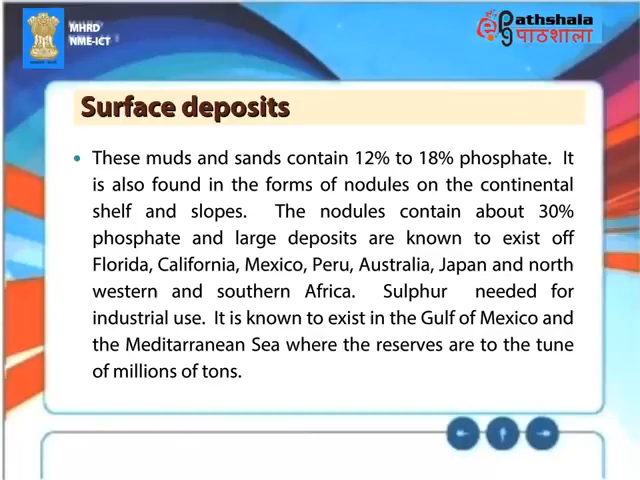 MHRD
NME-ICT
ePathshala
पाठशाला
Surface deposits
• These muds and sands contain 12% to 18% phosphate. It
is also found in the forms of nodules on the continental
shelf and slopes. The nodules contain about 30%
phosphate and large deposits are known to exist off
Florida, California, Mexico, Peru, Australia, Japan and north
western and southern Africa. Sulphur needed for
industrial use. It is known to exist in the Gulf of Mexico and
the Meditarranean Sea where the reserves are to the tune
of millions of tons.